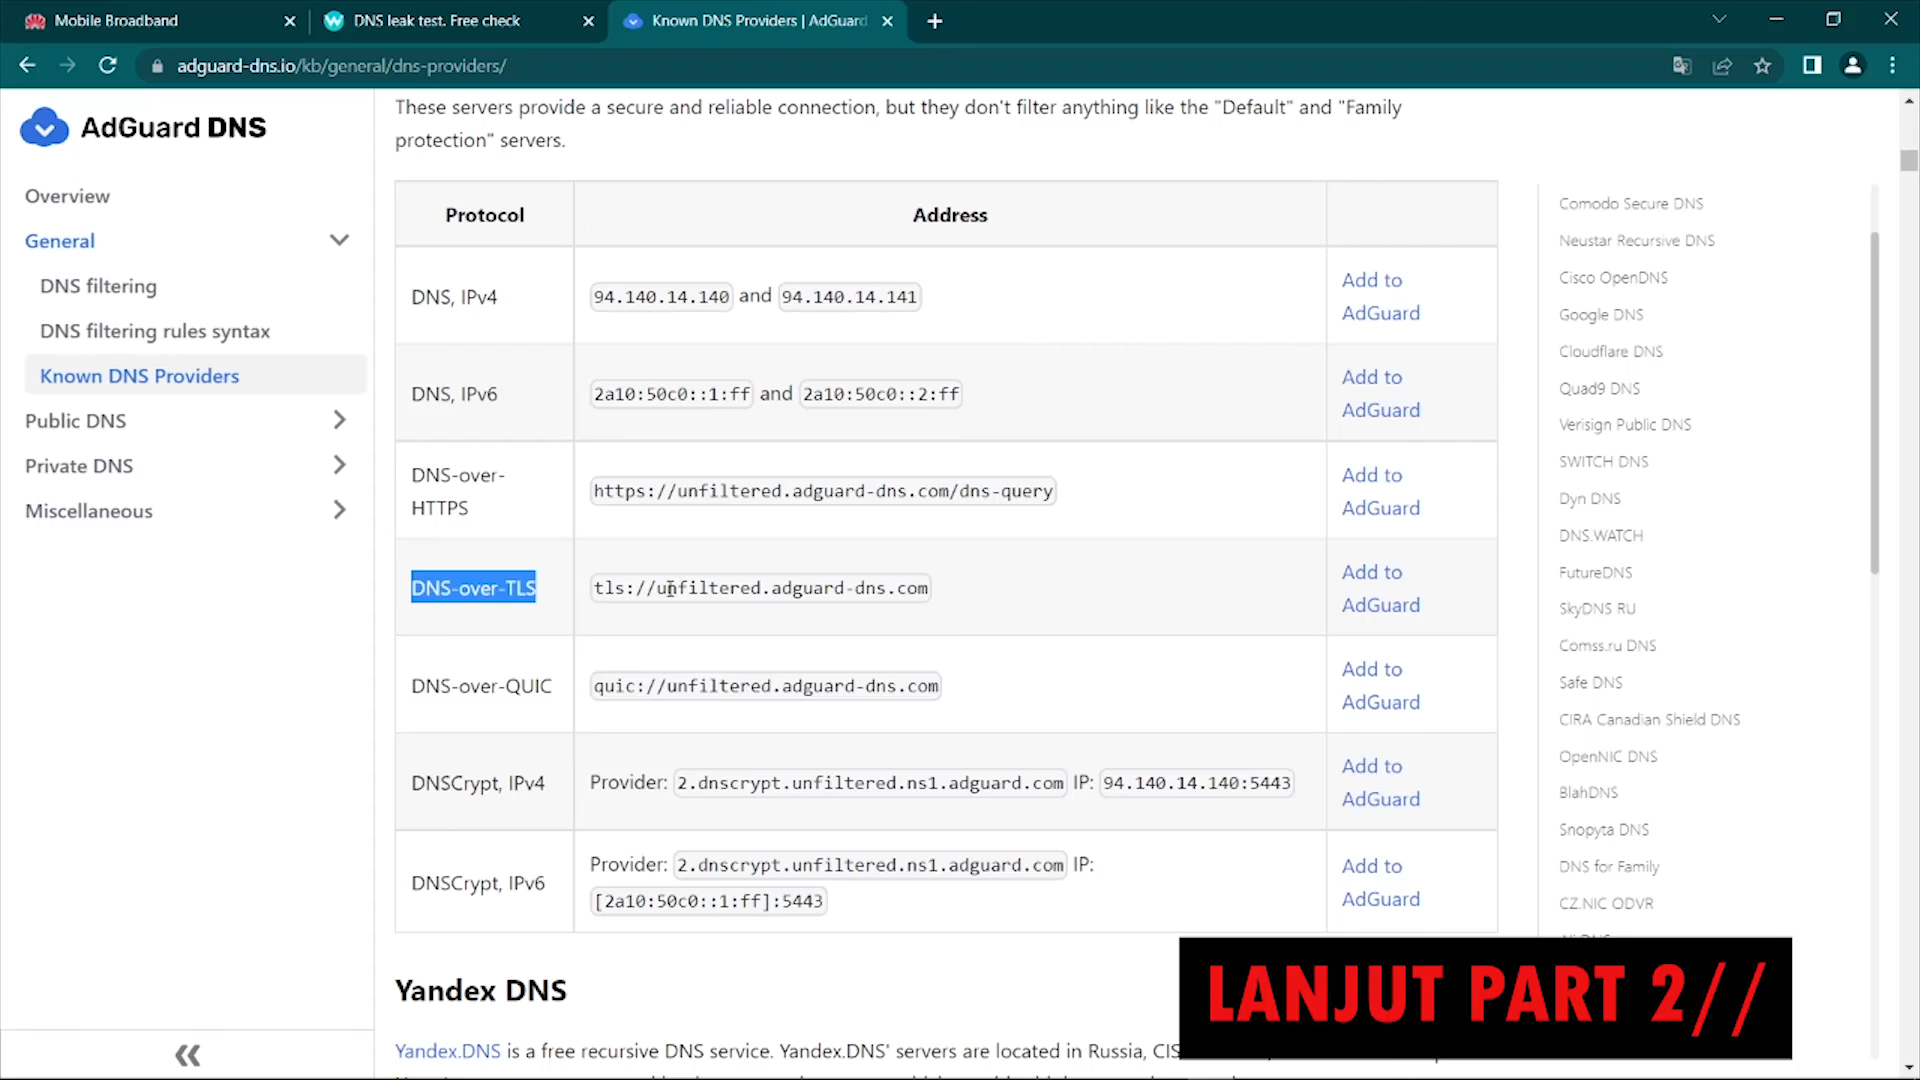 Mobile Broadband
DNS leak test. Free check
Known DNS Providers | AdGuard
adguard-dns.io/kb/general/dns-providers/
AdGuard DNS
Overview
General
DNS filtering
DNS filtering rules syntax
Known DNS Providers
Public DNS
Private DNS
Miscellaneous
These servers provide a secure and reliable connection, but they don't filter anything like the "Default" and "Family
protection" servers.
Protocol Address
DNS, IPv4 94.140.14.140 and 94.140.14.141 Add to
AdGuard
DNS, IPv6 2a10:50c0::1:ff and 2a10:50c0::2:ff Add to
AdGuard
DNS-over-
HTTPS https://unfiltered.adguard-dns.com/dns-query Add to
AdGuard
DNS-over-TLS tls://unfiltered.adguard-dns.com Add to
AdGuard
DNS-over-QUIC quic://unfiltered.adguard-dns.com Add to
AdGuard
DNSCrypt, IPv4 Provider: 2.dnscrypt.unfiltered.ns1.adguard.com IP: 94.140.14.140:5443 Add to
AdGuard
DNSCrypt, IPv6 Provider: 2.dnscrypt.unfiltered.ns1.adguard.com IP:
[2a10:50c0::1:ff]:5443 Add to
AdGuard
Yandex DNS
Yandex.DNS is a free recursive DNS service. Yandex.DNS' servers are located in Russia, CIS
Comodo Secure DNS
Neustar Recursive DNS
Cisco OpenDNS
Google DNS
Cloudflare DNS
Quad9 DNS
Verisign Public DNS
SWITCH DNS
Dyn DNS
DNS.WATCH
FutureDNS
SkyDNS RU
Comss.ru DNS
Safe DNS
CIRA Canadian Shield DNS
OpenNIC DNS
BlahDNS
Snopyta DNS
DNS for Family
CZ.NIC ODVR
LANJUT PART 2//